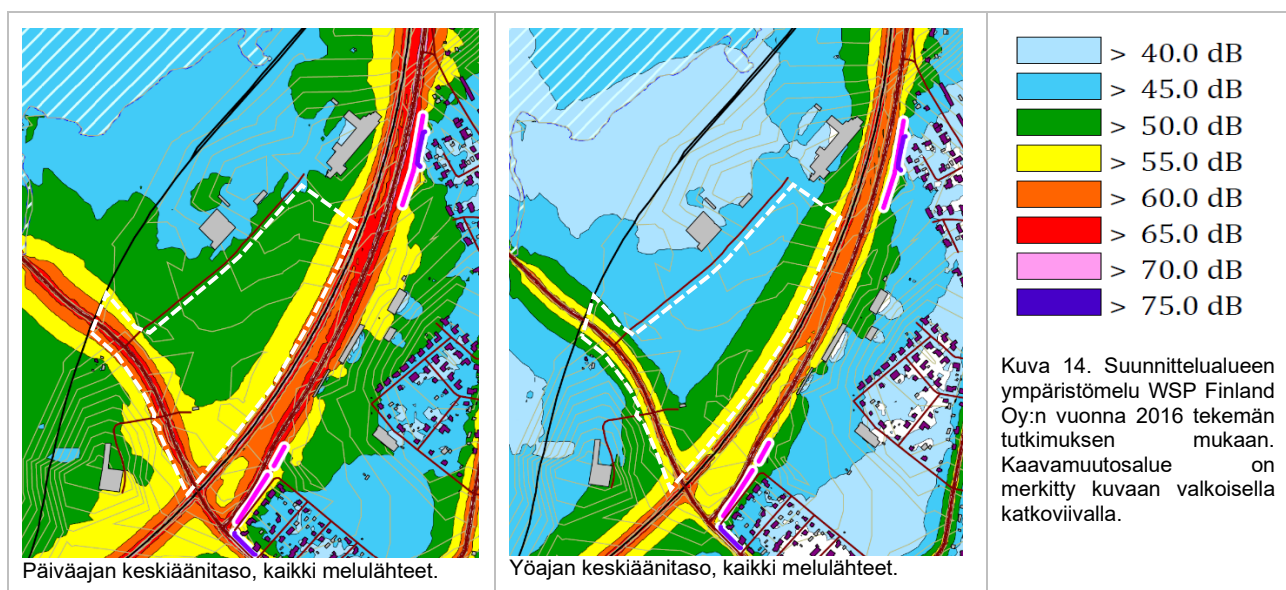 > 40.0 dB
> 45.0 dB
> 50.0 dB
> 55.0 dB
> 60.0 dB
> 65.0 dB
> 70.0 dB
> 75.0 dB
Kuva 14. Suunnittelualueen
ympäristömelu WSP Finland
Oy:n vuonna 2016 tekemän
tutkimuksen mukaan.
Kaavamuutosalue on
merkitty kuvaan valkoisella
katkoviivalla.
Päiväajan keskiäänitaso, kaikki melulähteet.
Yöajan keskiäänitaso, kaikki melulähteet.